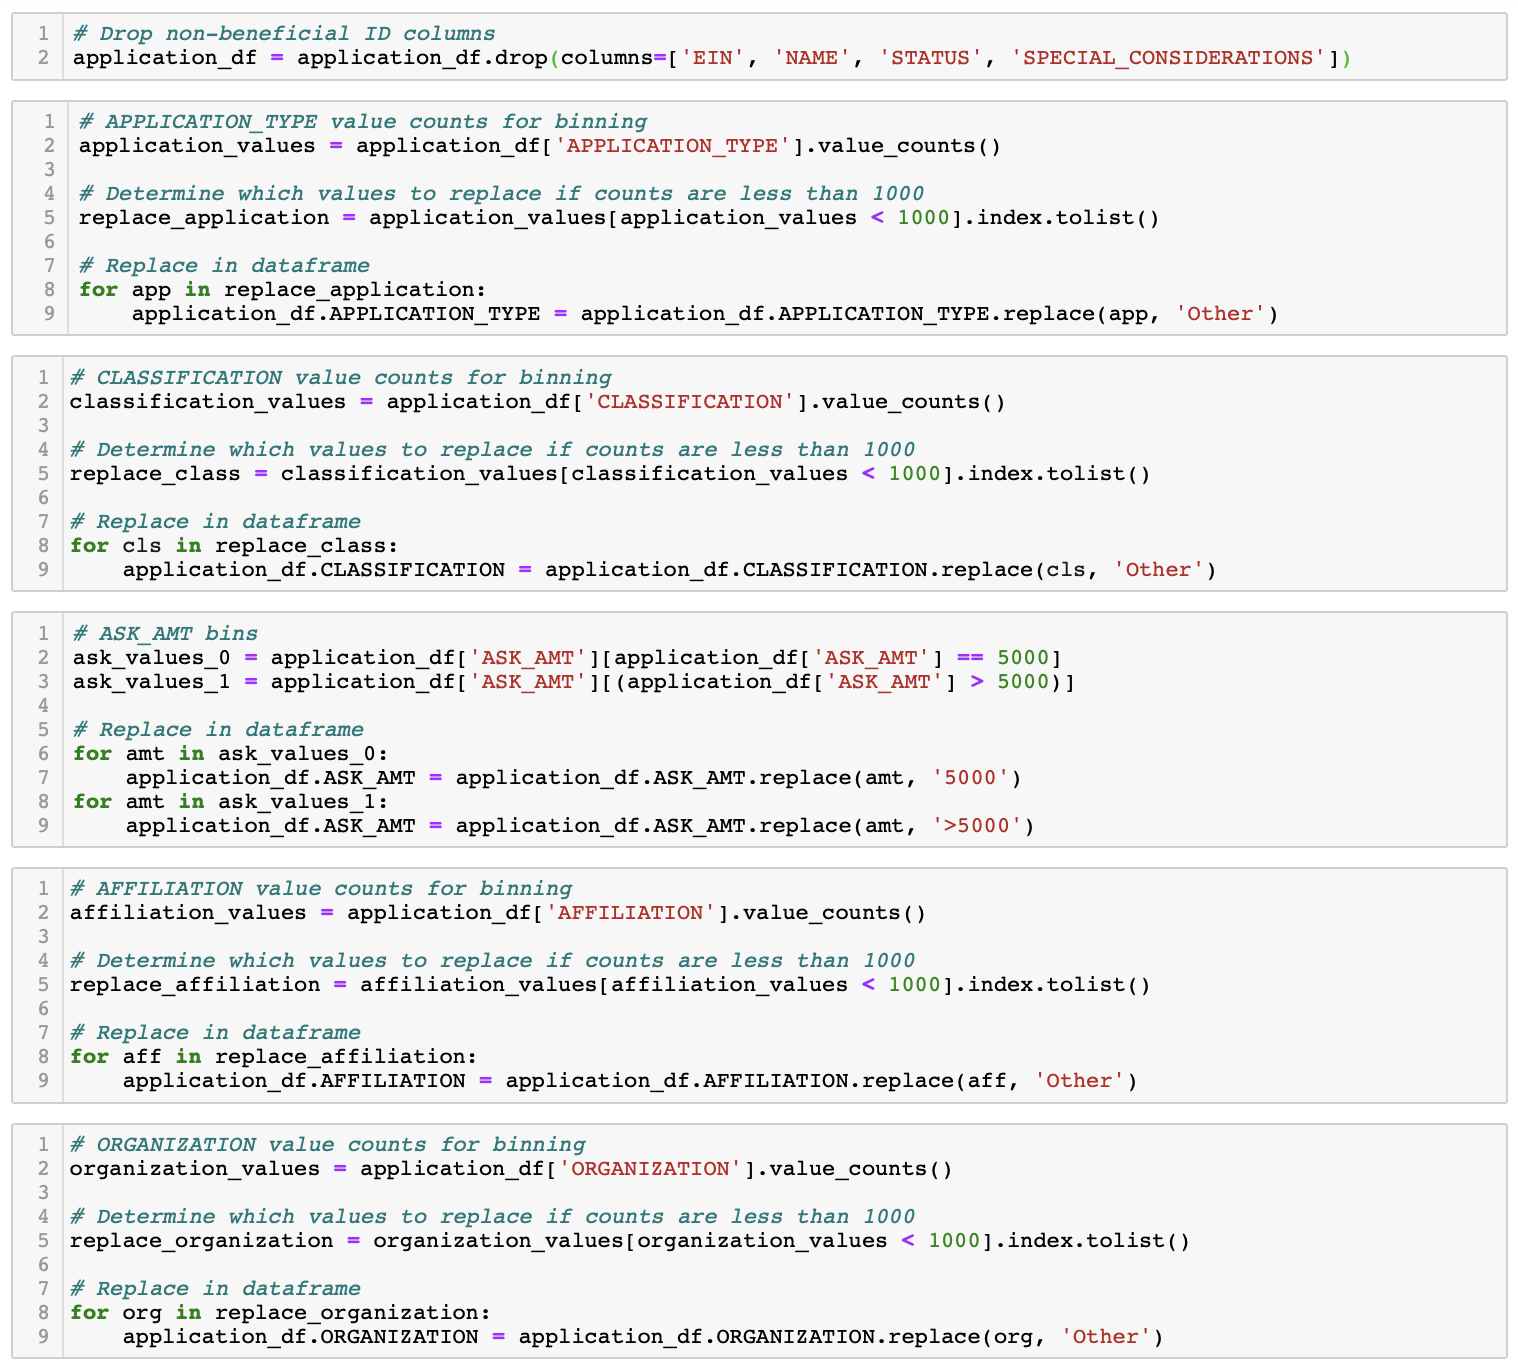 1 # Drop non-beneficial ID columns
2 application_df = application_df.drop(columns=['EIN', 'NAME', 'STATUS', 'SPECIAL_CONSIDERATIONS'])
1 # APPLICATION_TYPE value counts for binning
2 application_values = application_df['APPLICATION_TYPE'].value_counts()
3
4 # Determine which values to replace if counts are less than 1000
5 replace_application = application_values[application_values < 1000].index.tolist()
6
7 # Replace in dataframe
8 for app in replace_application:
9     application_df.APPLICATION_TYPE = application_df.APPLICATION_TYPE.replace(app, 'Other')
1 # CLASSIFICATION value counts for binning
2 classification_values = application_df['CLASSIFICATION'].value_counts()
3
4 # Determine which values to replace if counts are less than 1000
5 replace_class = classification_values[classification_values < 1000].index.tolist()
6
7 # Replace in dataframe
8 for cls in replace_class:
9     application_df.CLASSIFICATION = application_df.CLASSIFICATION.replace(cls, 'Other')
1 # ASK_AMT bins
2 ask_values_0 = application_df['ASK_AMT'][application_df['ASK_AMT'] == 5000]
3 ask_values_1 = application_df['ASK_AMT'][(application_df['ASK_AMT'] > 5000)]
4
5 # Replace in dataframe
6 for amt in ask_values_0:
7     application_df.ASK_AMT = application_df.ASK_AMT.replace(amt, '5000')
8 for amt in ask_values_1:
9     application_df.ASK_AMT = application_df.ASK_AMT.replace(amt, '>5000')
1 # AFFILIATION value counts for binning
2 affiliation_values = application_df['AFFILIATION'].value_counts()
3
4 # Determine which values to replace if counts are less than 1000
5 replace_affiliation = affiliation_values[affiliation_values < 1000].index.tolist()
6
7 # Replace in dataframe
8 for aff in replace_affiliation:
9     application_df.AFFILIATION = application_df.AFFILIATION.replace(aff, 'Other')
1 # ORGANIZATION value counts for binning
2 organization_values = application_df['ORGANIZATION'].value_counts()
3
4 # Determine which values to replace if counts are less than 1000
5 replace_organization = organization_values[organization_values < 1000].index.tolist()
6
7 # Replace in dataframe
8 for org in replace_organization:
9     application_df.ORGANIZATION = application_df.ORGANIZATION.replace(org, 'Other')